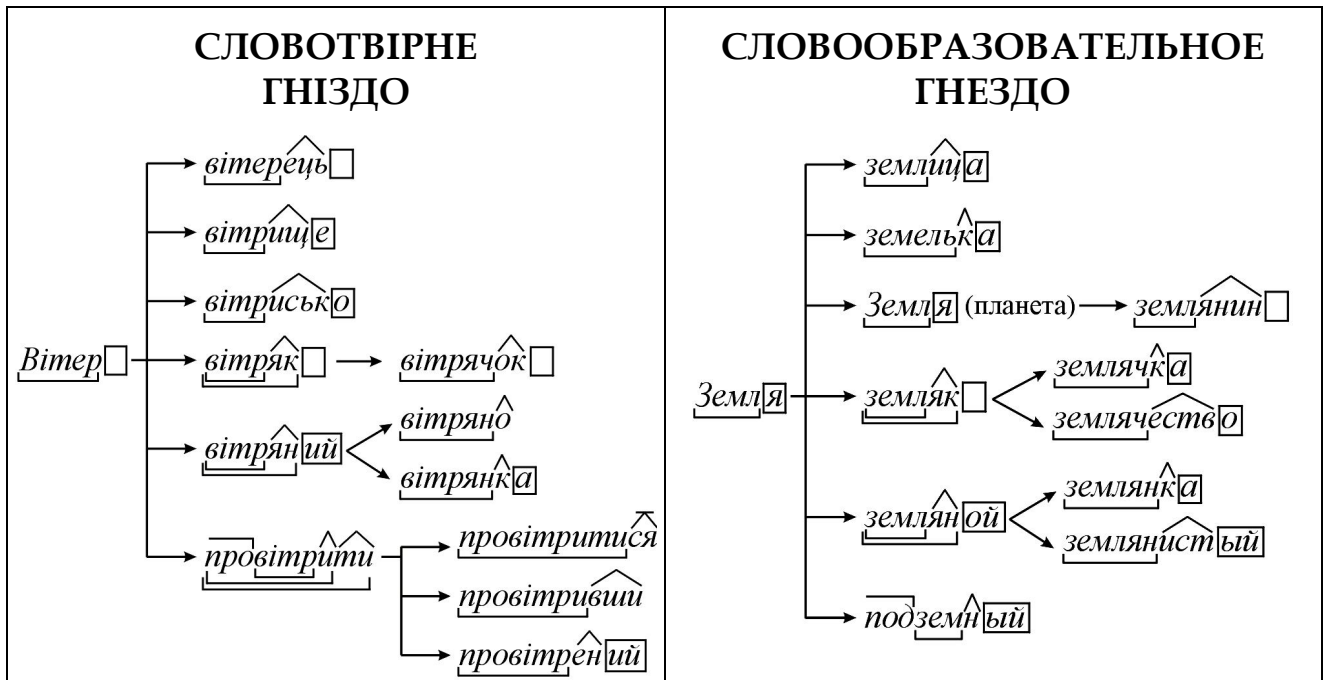 СЛОВОТВІРНЕ
ГНІЗДО
вітерець
вітрище
вітрисько
Вітер
вітряк
вітрячок
вітряний
вітряно
вітрянка
провітрити
провітритися
провітривши
провітрений
СЛОВООБРАЗОВАТЕЛЬНОЕ
ГНЕЗДО
землица
земелька
Земля (планета)
землянин
Земля
земляк
землячка
землячество
земляной
землянка
землянистый
подземный